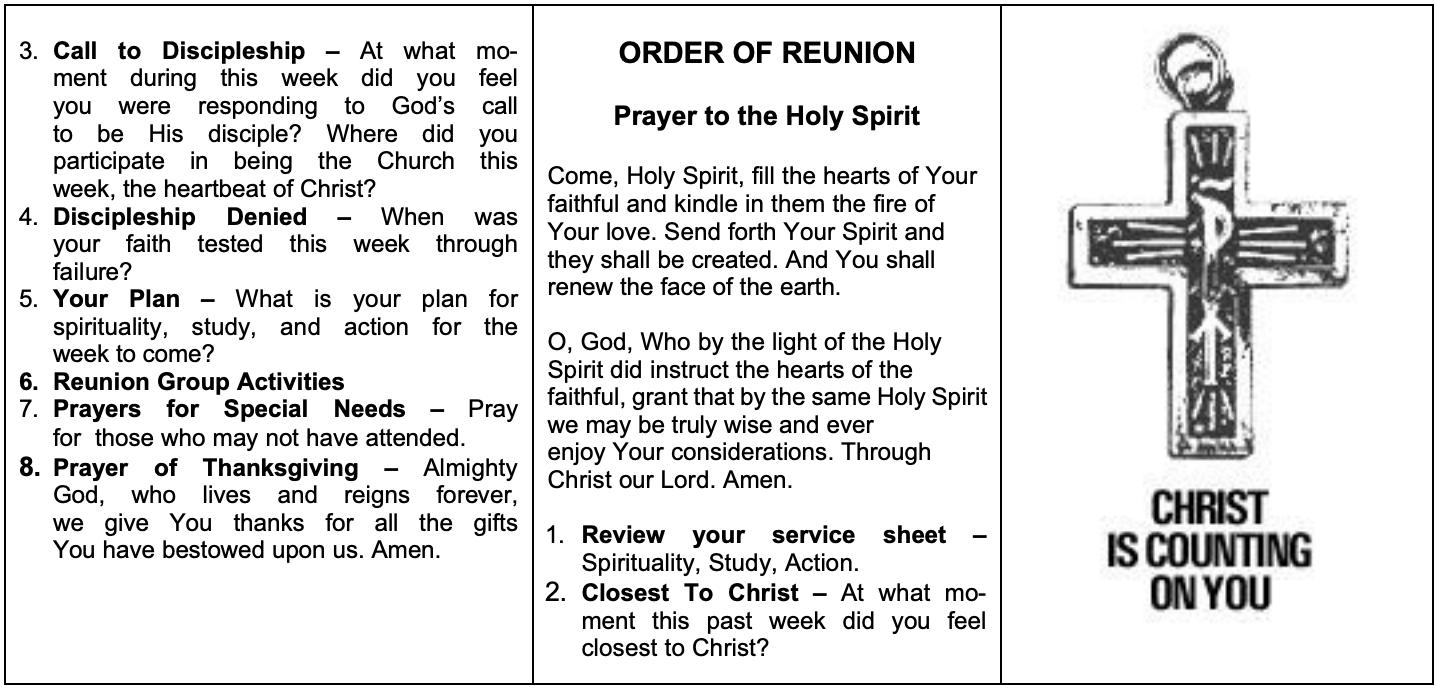 3. Call to Discipleship – At what mo-
ment during this week did you feel
you were responding to God’s call
to be His disciple? Where did you
participate in being the Church this
week, the heartbeat of Christ?
4. Discipleship Denied – When was
your faith tested this week through
failure?
5. Your Plan – What is your plan for
spirituality, study, and action for the
week to come?
6. Reunion Group Activities
7. Prayers for Special Needs – Pray
for those who may not have attended.
8. Prayer of Thanksgiving – Almighty
God, who lives and reigns forever,
we give You thanks for all the gifts
You have bestowed upon us. Amen.
ORDER OF REUNION
Prayer to the Holy Spirit
Come, Holy Spirit, fill the hearts of Your
faithful and kindle in them the fire of
Your love. Send forth Your Spirit and
they shall be created. And You shall
renew the face of the earth.
O, God, Who by the light of the Holy
Spirit did instruct the hearts of the
faithful, grant that by the same Holy Spirit
we may be truly wise and ever
enjoy Your considerations. Through
Christ our Lord. Amen.
1. Review your service sheet –
Spirituality, Study, Action.
2. Closest To Christ – At what mo-
ment this past week did you feel
closest to Christ?
CHRIST
IS COUNTING
ON YOU